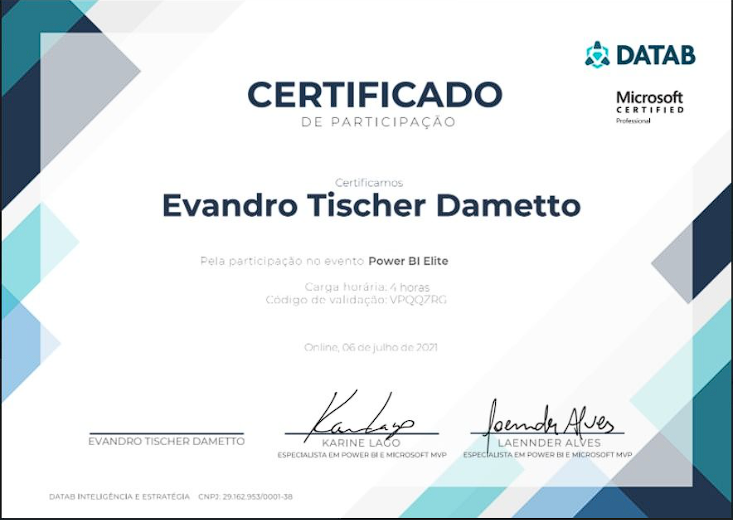 DATAB
Microsoft
CERTIFIED
Professional
CERTIFICADO
DE PARTICIPAÇÃO
Certificamos
Evandro Tischer Dametto
Pela participação no evento Power BI Elite
Carga horária: 4 horas
Código de validação: VPQQ7RG
Online, 06 de julho de 2021
EVANDRO TISCHER DAMETTO
Karine Lago
KARINE LAGO
ESPECIALISTA EM POWER BI E MICROSOFT MVP
Laennder Alves
LAENNDER ALVES
ESPECIALISTA EM POWER BI E MICROSOFT MVP
DATAB INTELIGÊNCIA E ESTRATÉGIA CNPJ: 29.162.953/0001-38